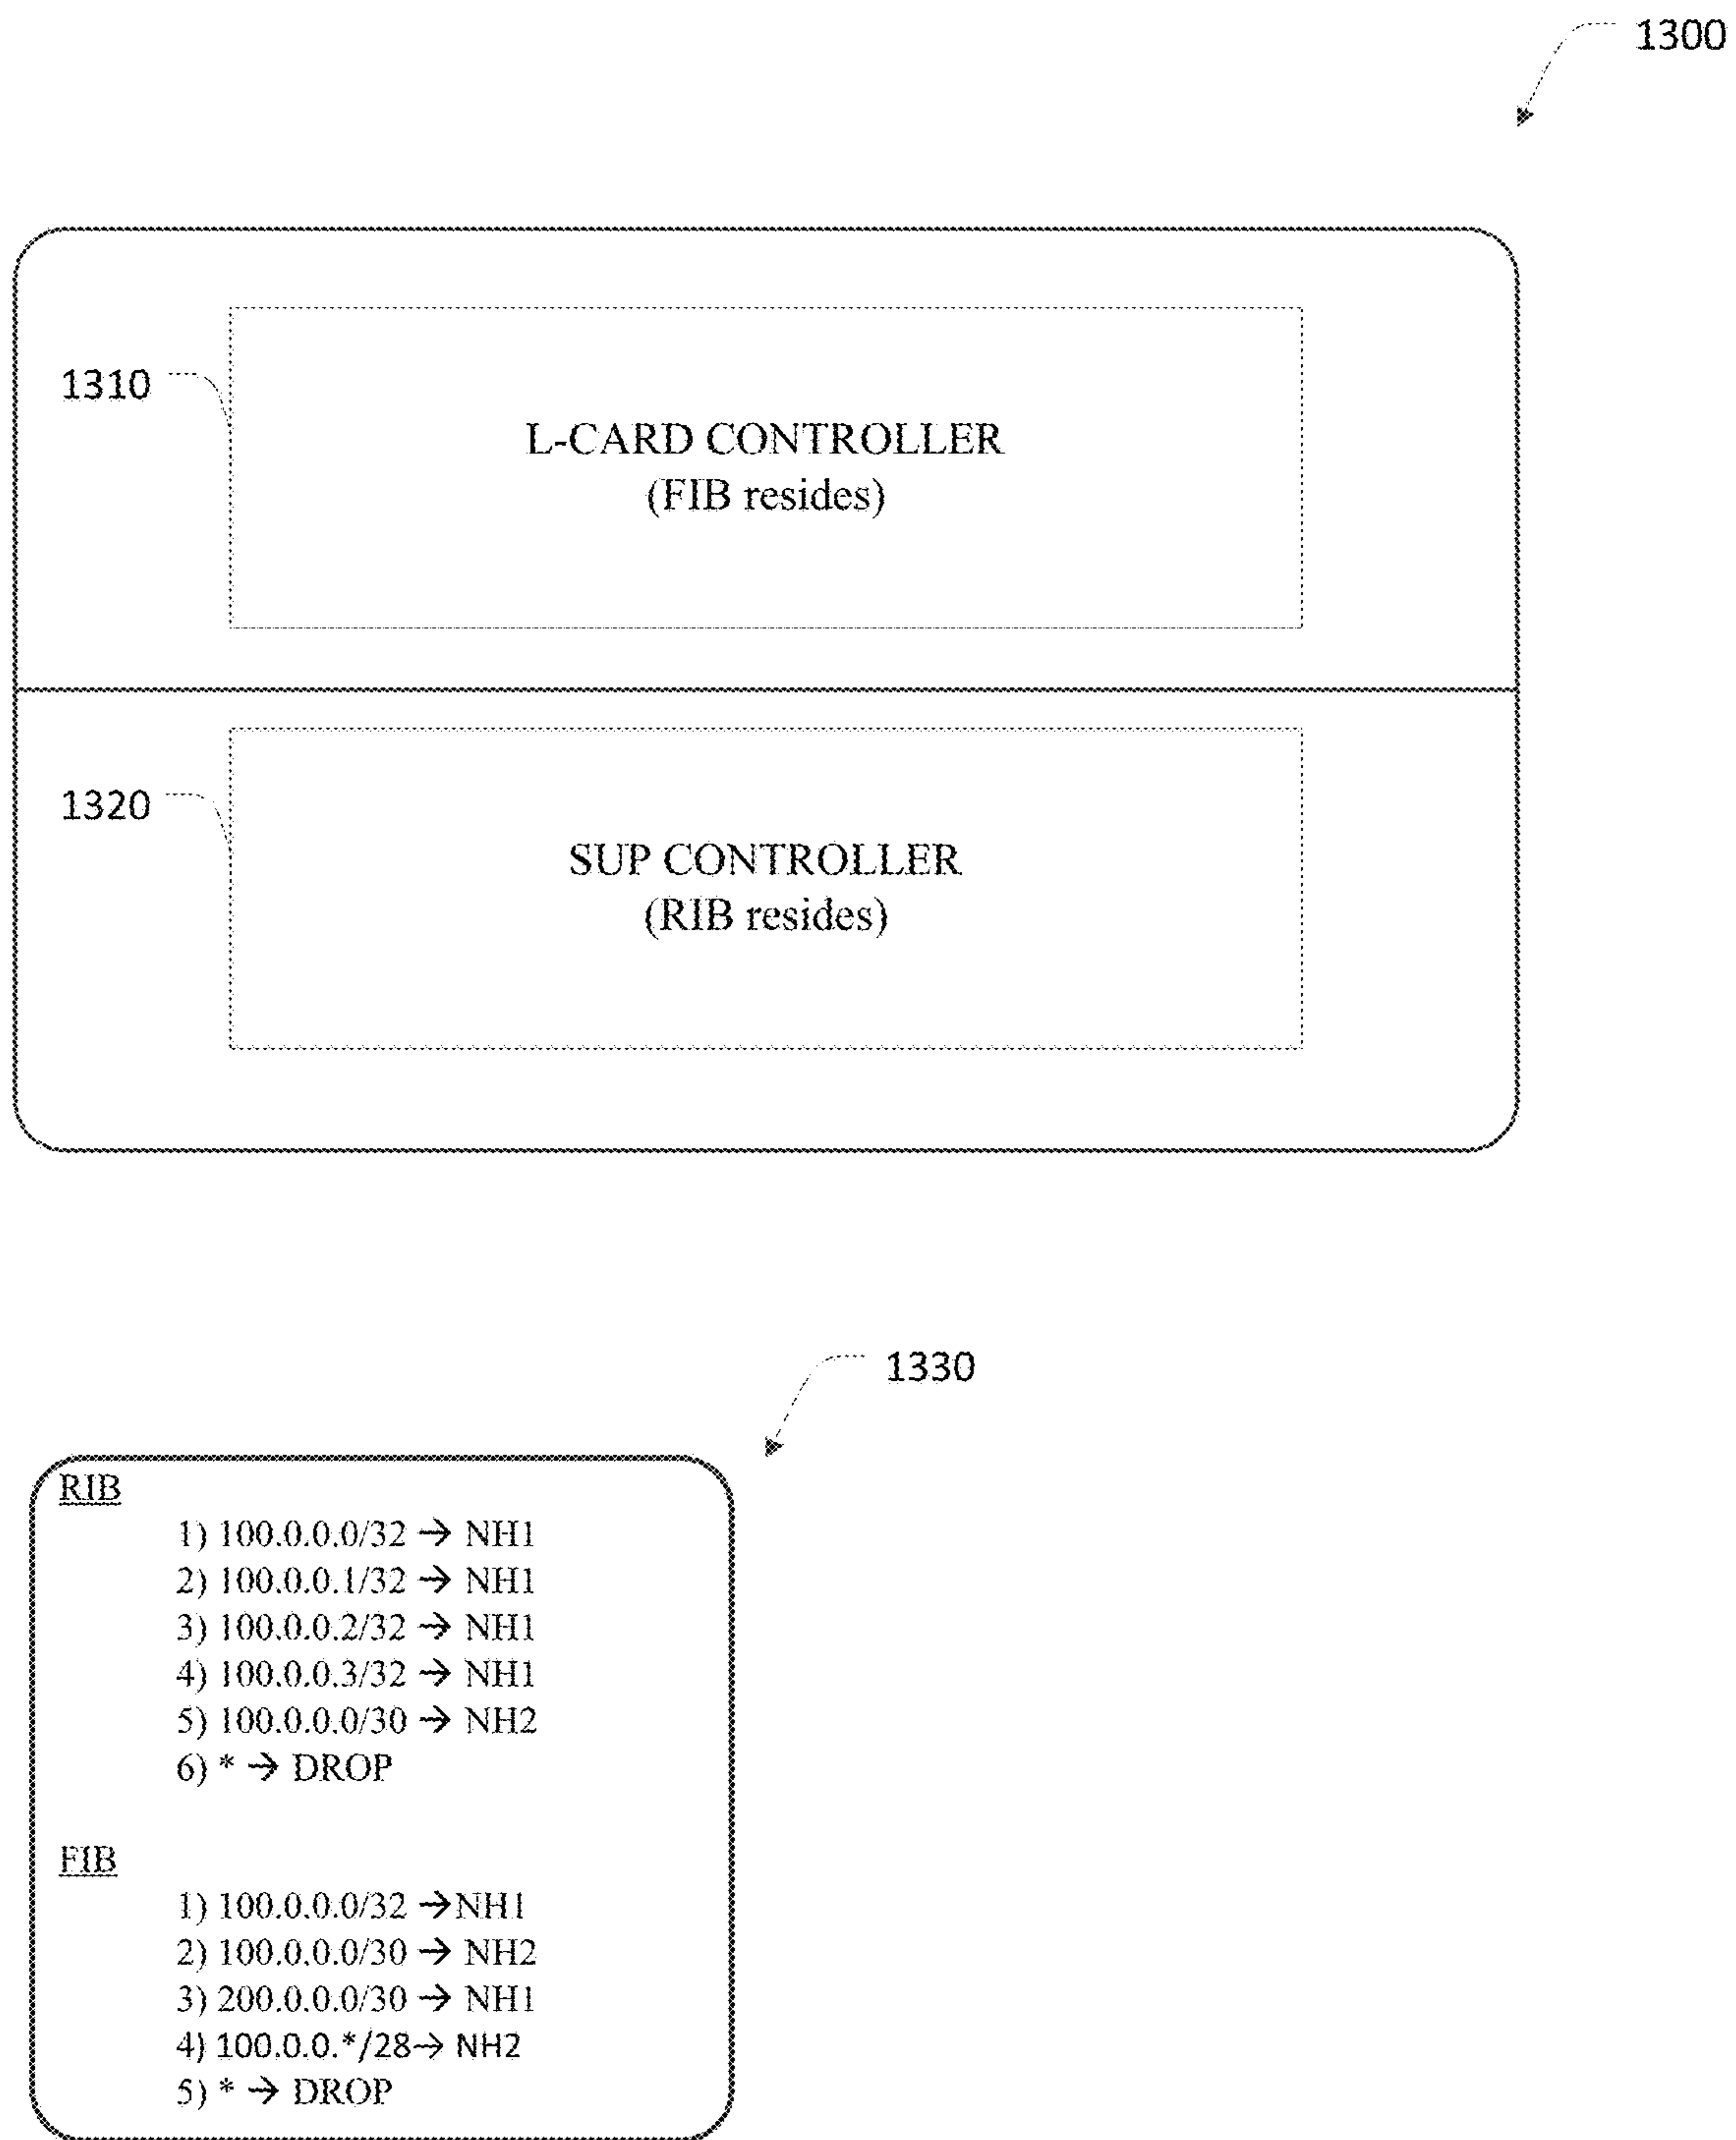 1300
1310
L-CARD CONTROLLER
(FIB resides)
1320
SUP CONTROLLER
(RIB resides)
1330
RIB
1) 100.0.0.0/32 → NH1
2) 100.0.0.1/32 → NH1
3) 100.0.0.2/32 → NH1
4) 100.0.0.3/32 → NH1
5) 100.0.0.0/30 → NH2
6) * → DROP
FIB
1) 100.0.0.0/32 →NH1
2) 100.0.0.0/30 → NH2
3) 200.0.0.0/30 → NH1
4) 100.0.0.*/28→ NH2
5) * → DROP